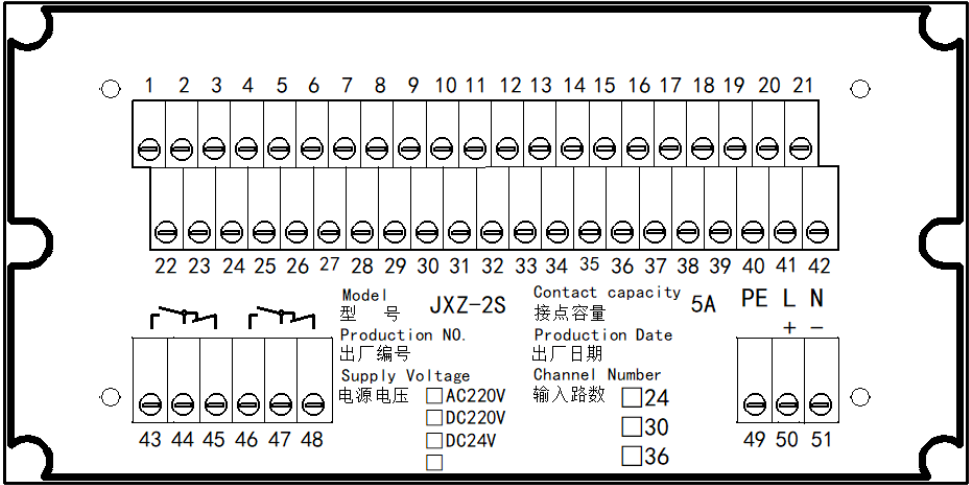 1 2 3 4 5 6 7 8 9 10 11 12 13 14 15 16 17 18 19 20 21
22 23 24 25 26 27 28 29 30 31 32 33 34 35 36 37 38 39 40 41 42
Model
型 号
JXZ-2S
Production NO.
出厂编号
Supply Voltage
电源电压
□AC220V
□DC220V
□DC24V
□
Contact capacity
接点容量
5A
Production Date
出厂日期
Channel Number
输入路数
□24
□30
□36
PE L N
+ −
43 44 45 46 47 48
49 50 51